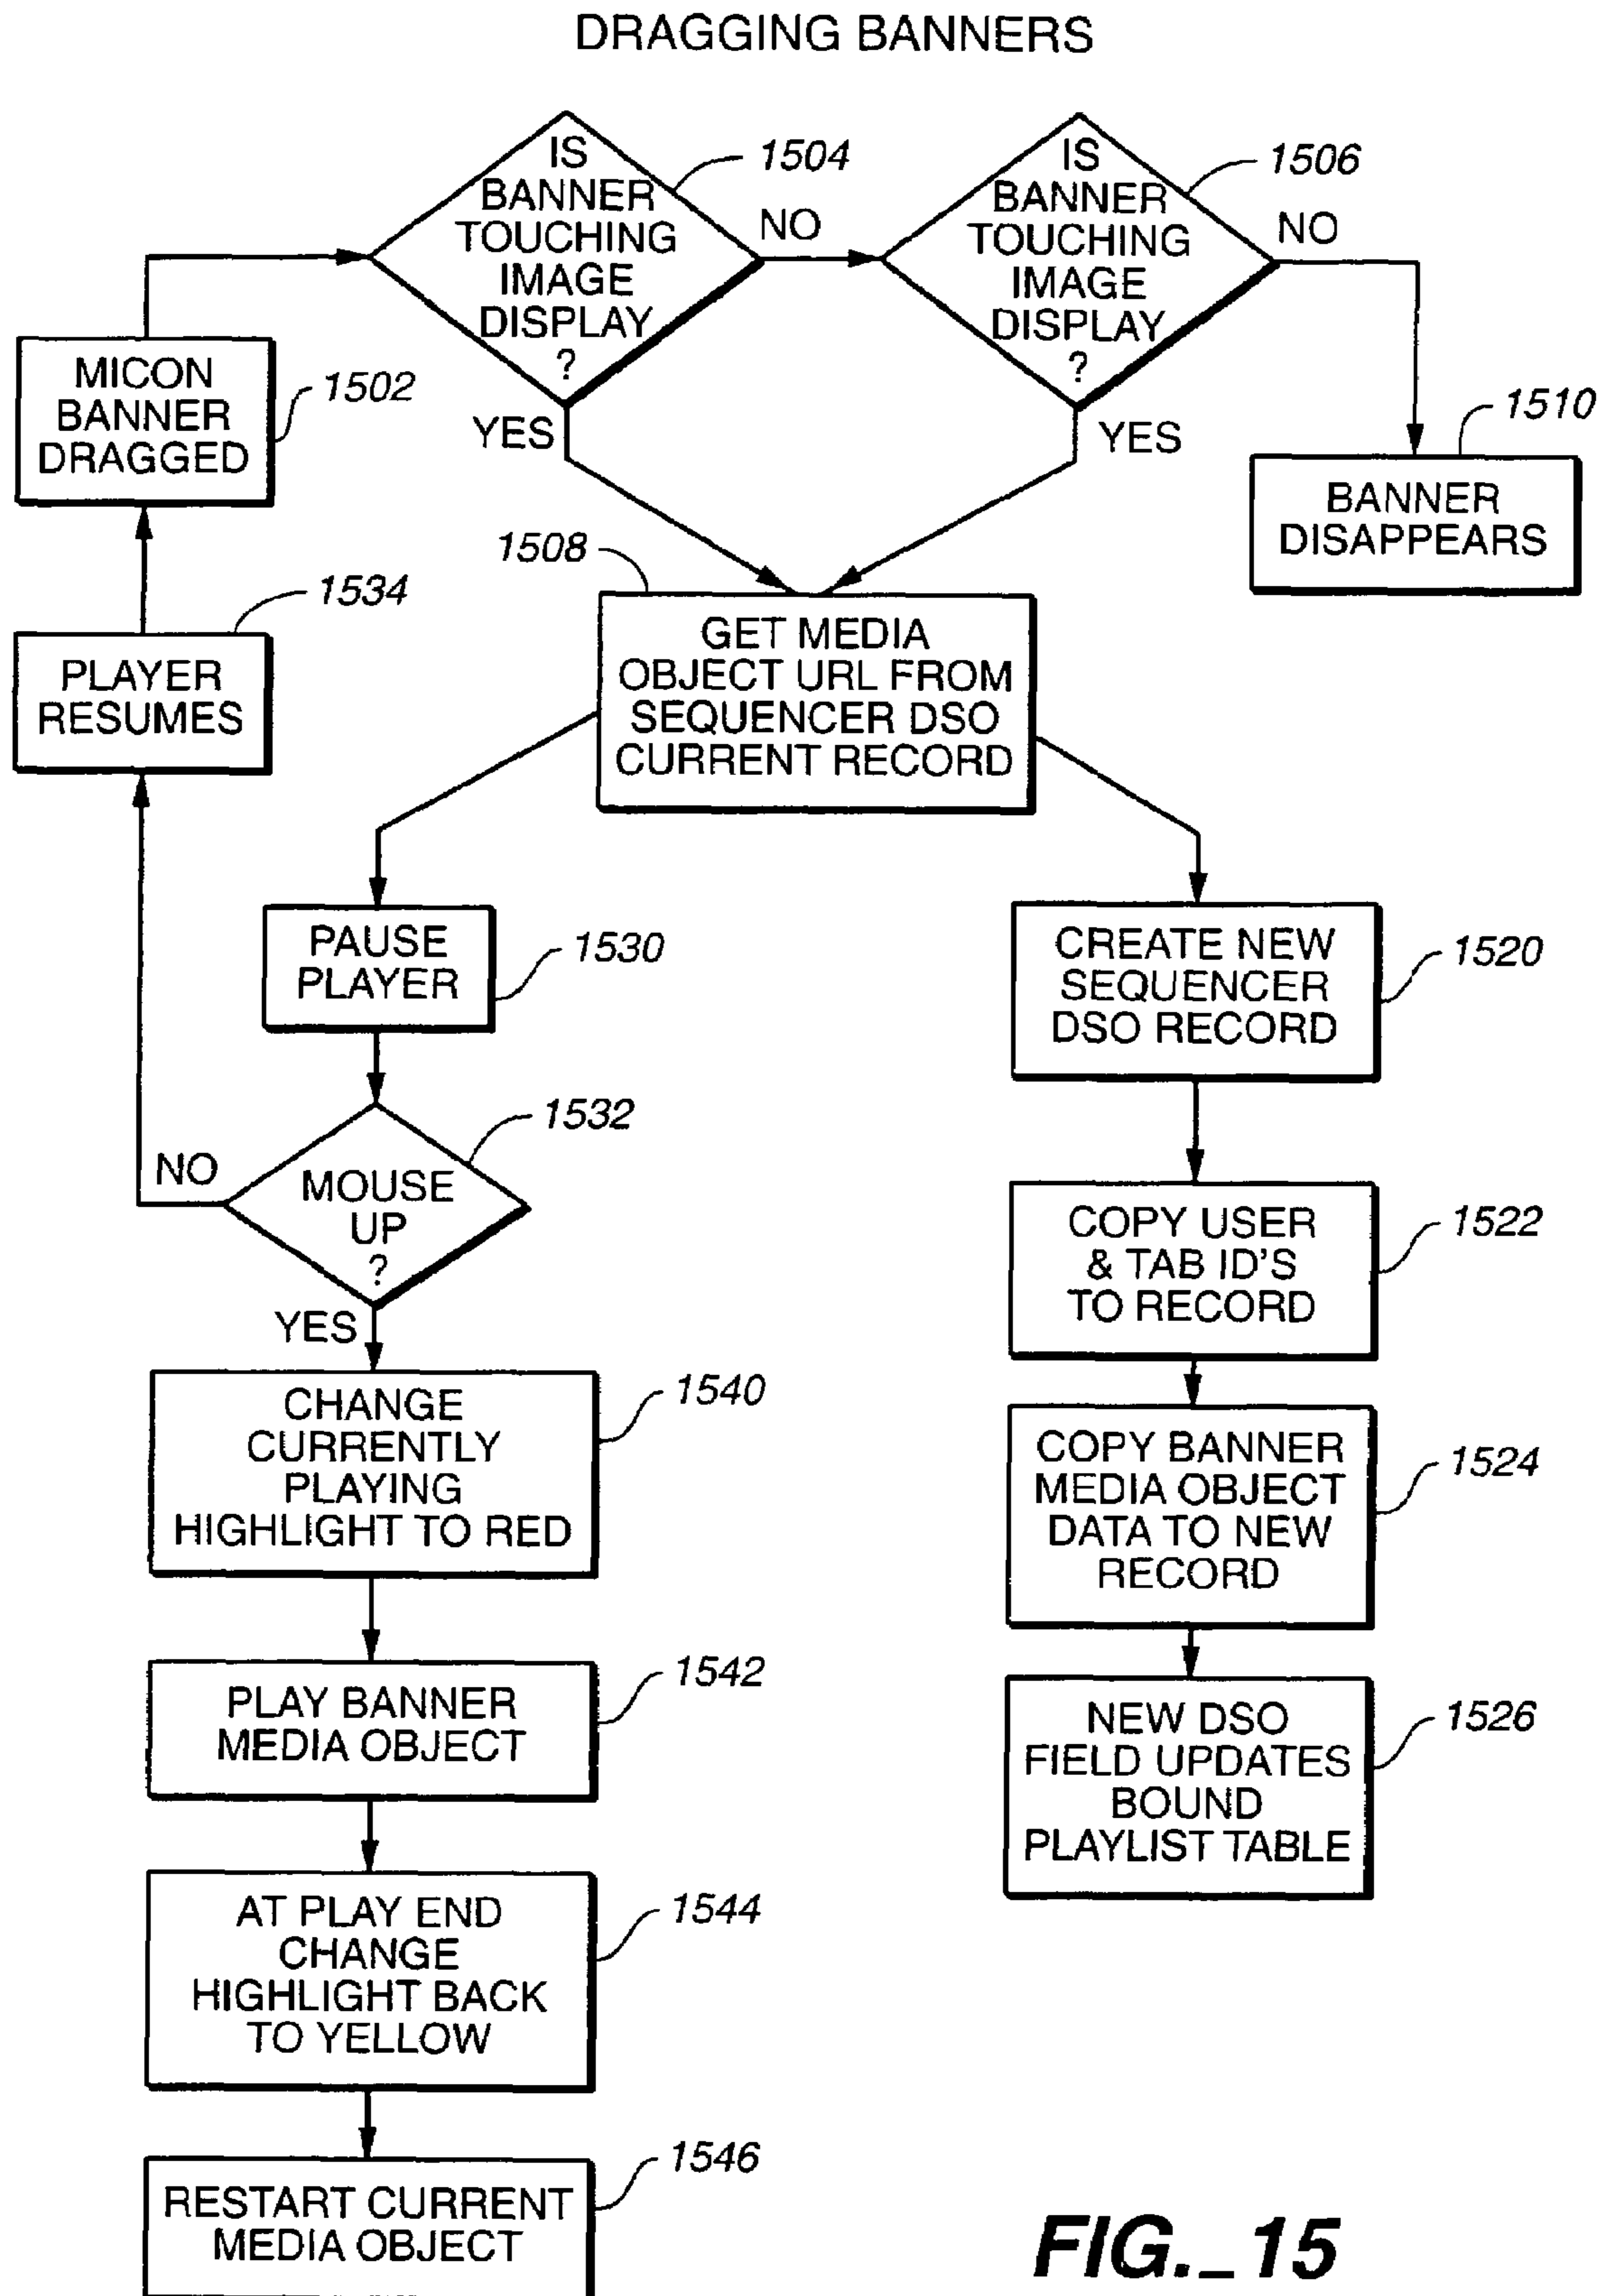 DRAGGING BANNERS
IS
BANNER
TOUCHING
IMAGE
DISPLAY
?
1504
NO
YES
IS
BANNER
TOUCHING
IMAGE
DISPLAY
?
1506
NO
YES
MICON
BANNER
DRAGGED
1502
1510
BANNER
DISAPPEARS
1508
GET MEDIA
OBJECT URL FROM
SEQUENCER DSO
CURRENT RECORD
1534
PLAYER
RESUMES
PAUSE
PLAYER
1530
1532
MOUSE
UP
?
NO
YES
CHANGE
CURRENTLY
PLAYING
HIGHLIGHT TO RED
1540
PLAY BANNER
MEDIA OBJECT
1542
AT PLAY END
CHANGE
HIGHLIGHT BACK
TO YELLOW
1544
RESTART CURRENT
MEDIA OBJECT
1546
CREATE NEW
SEQUENCER
DSO RECORD
1520
COPY USER
& TAB ID'S
TO RECORD
1522
COPY BANNER
MEDIA OBJECT
DATA TO NEW
RECORD
1524
NEW DSO
FIELD UPDATES
BOUND
PLAYLIST TABLE
1526
FIG._15